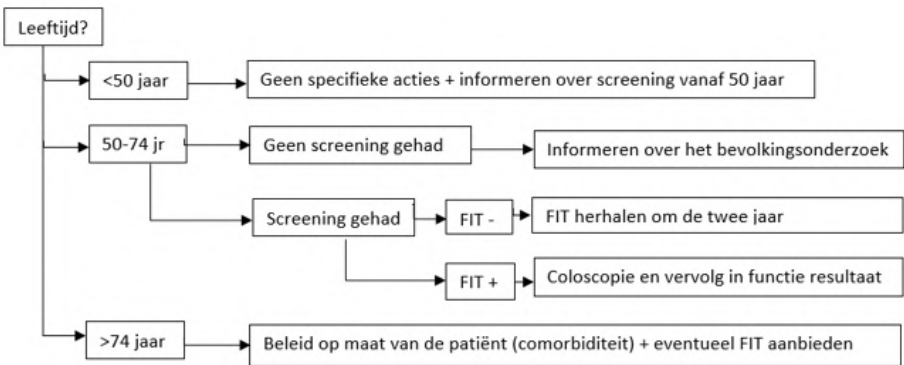 Leeftijd?
<50 jaar
Geen specifieke acties + informeren over screening vanaf 50 jaar
50-74 jr
Geen screening gehad
Informeren over het bevolkingsonderzoek
Screening gehad
FIT -
FIT herhalen om de twee jaar
FIT +
Coloscopie en vervolg in functie resultaat
>74 jaar
Beleid op maat van de patiënt (comorbiditeit) + eventueel FIT aanbieden